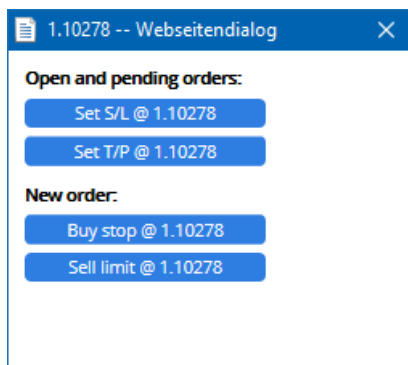 1.10278 -- Webseitendialog
Open and pending orders:
Set S/L @ 1.10278
Set T/P @ 1.10278
New order:
Buy stop @ 1.10278
Sell limit @ 1.10278